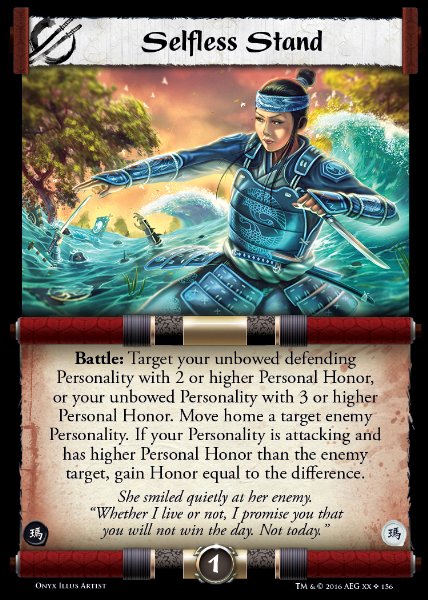 Selfless Stand
Battle: Target your unbowed defending
Personality with 2 or higher Personal Honor,
or your unbowed Personality with 3 or higher
Personal Honor. Move home a target enemy
Personality. If your Personality is attacking and
has higher Personal Honor than the enemy
target, gain Honor equal to the difference.
She smiled quietly at her enemy.
“Whether I live or not, I promise you that
you will not win the day. Not today.”
瑪
瑪
1
Onyx Illus Artist
TM & © 2016 AEG XX ❖ 156